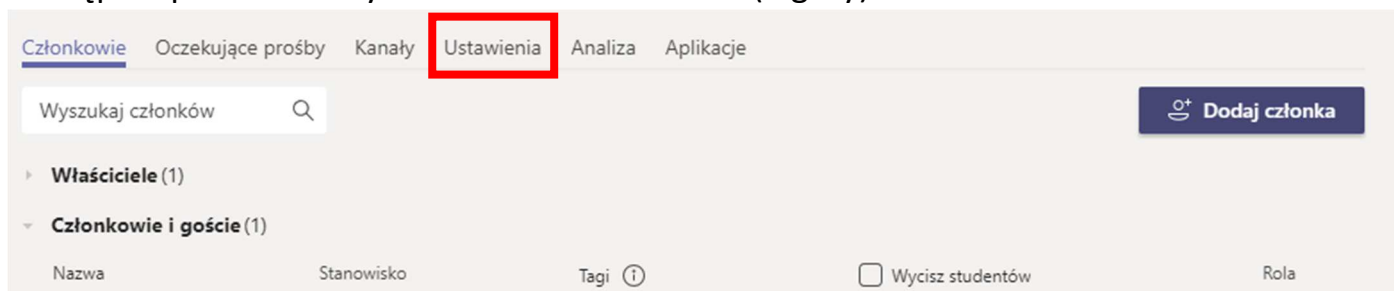 Członkowie Oczekujące prośby Kanały Ustawienia Analiza Aplikacje
Wyszukaj członków
Dodaj członka
Właściciele (1)
Członkowie i goście (1)
Nazwa Stanowisko Tagi Wycisz studentów Rola